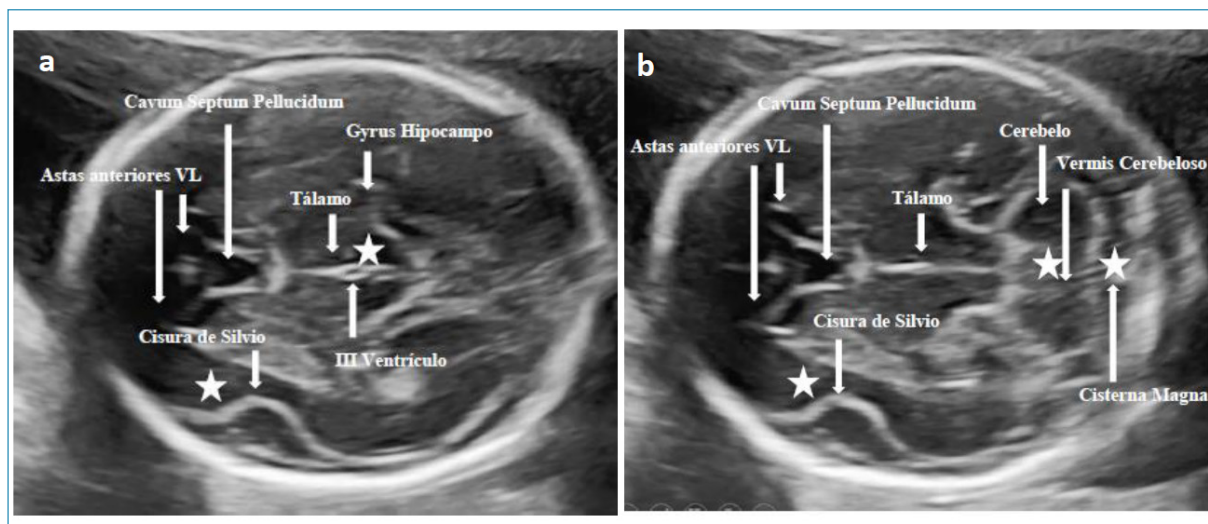 a
Cavum Septum Pellucidum
Gyrus Hipocampo
Astas anteriores VL
Tálamo
Cisura de Silvio
III Ventrículo
b
Cavum Septum Pellucidum
Cerebelo
Astas anteriores VL
Vermis Cerebeloso
Tálamo
Cisura de Silvio
Cisterna Magna